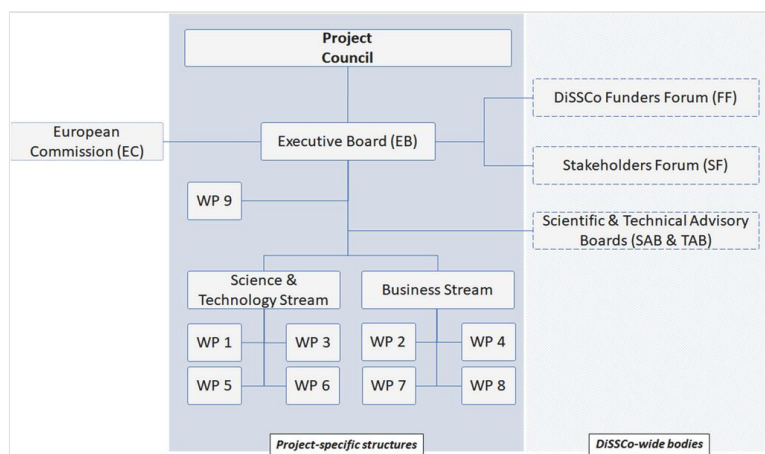 Project
Council
DiSSCo Funders Forum (FF)
European
Commission (EC)
Executive Board (EB)
Stakeholders Forum (SF)
WP 9
Scientific & Technical Advisory
Boards (SAB & TAB)
Science &
Technology Stream
Business Stream
WP 1
WP 3
WP 2
WP 4
WP 5
WP 6
WP 7
WP 8
Project-specific structures
DiSSCo-wide bodies